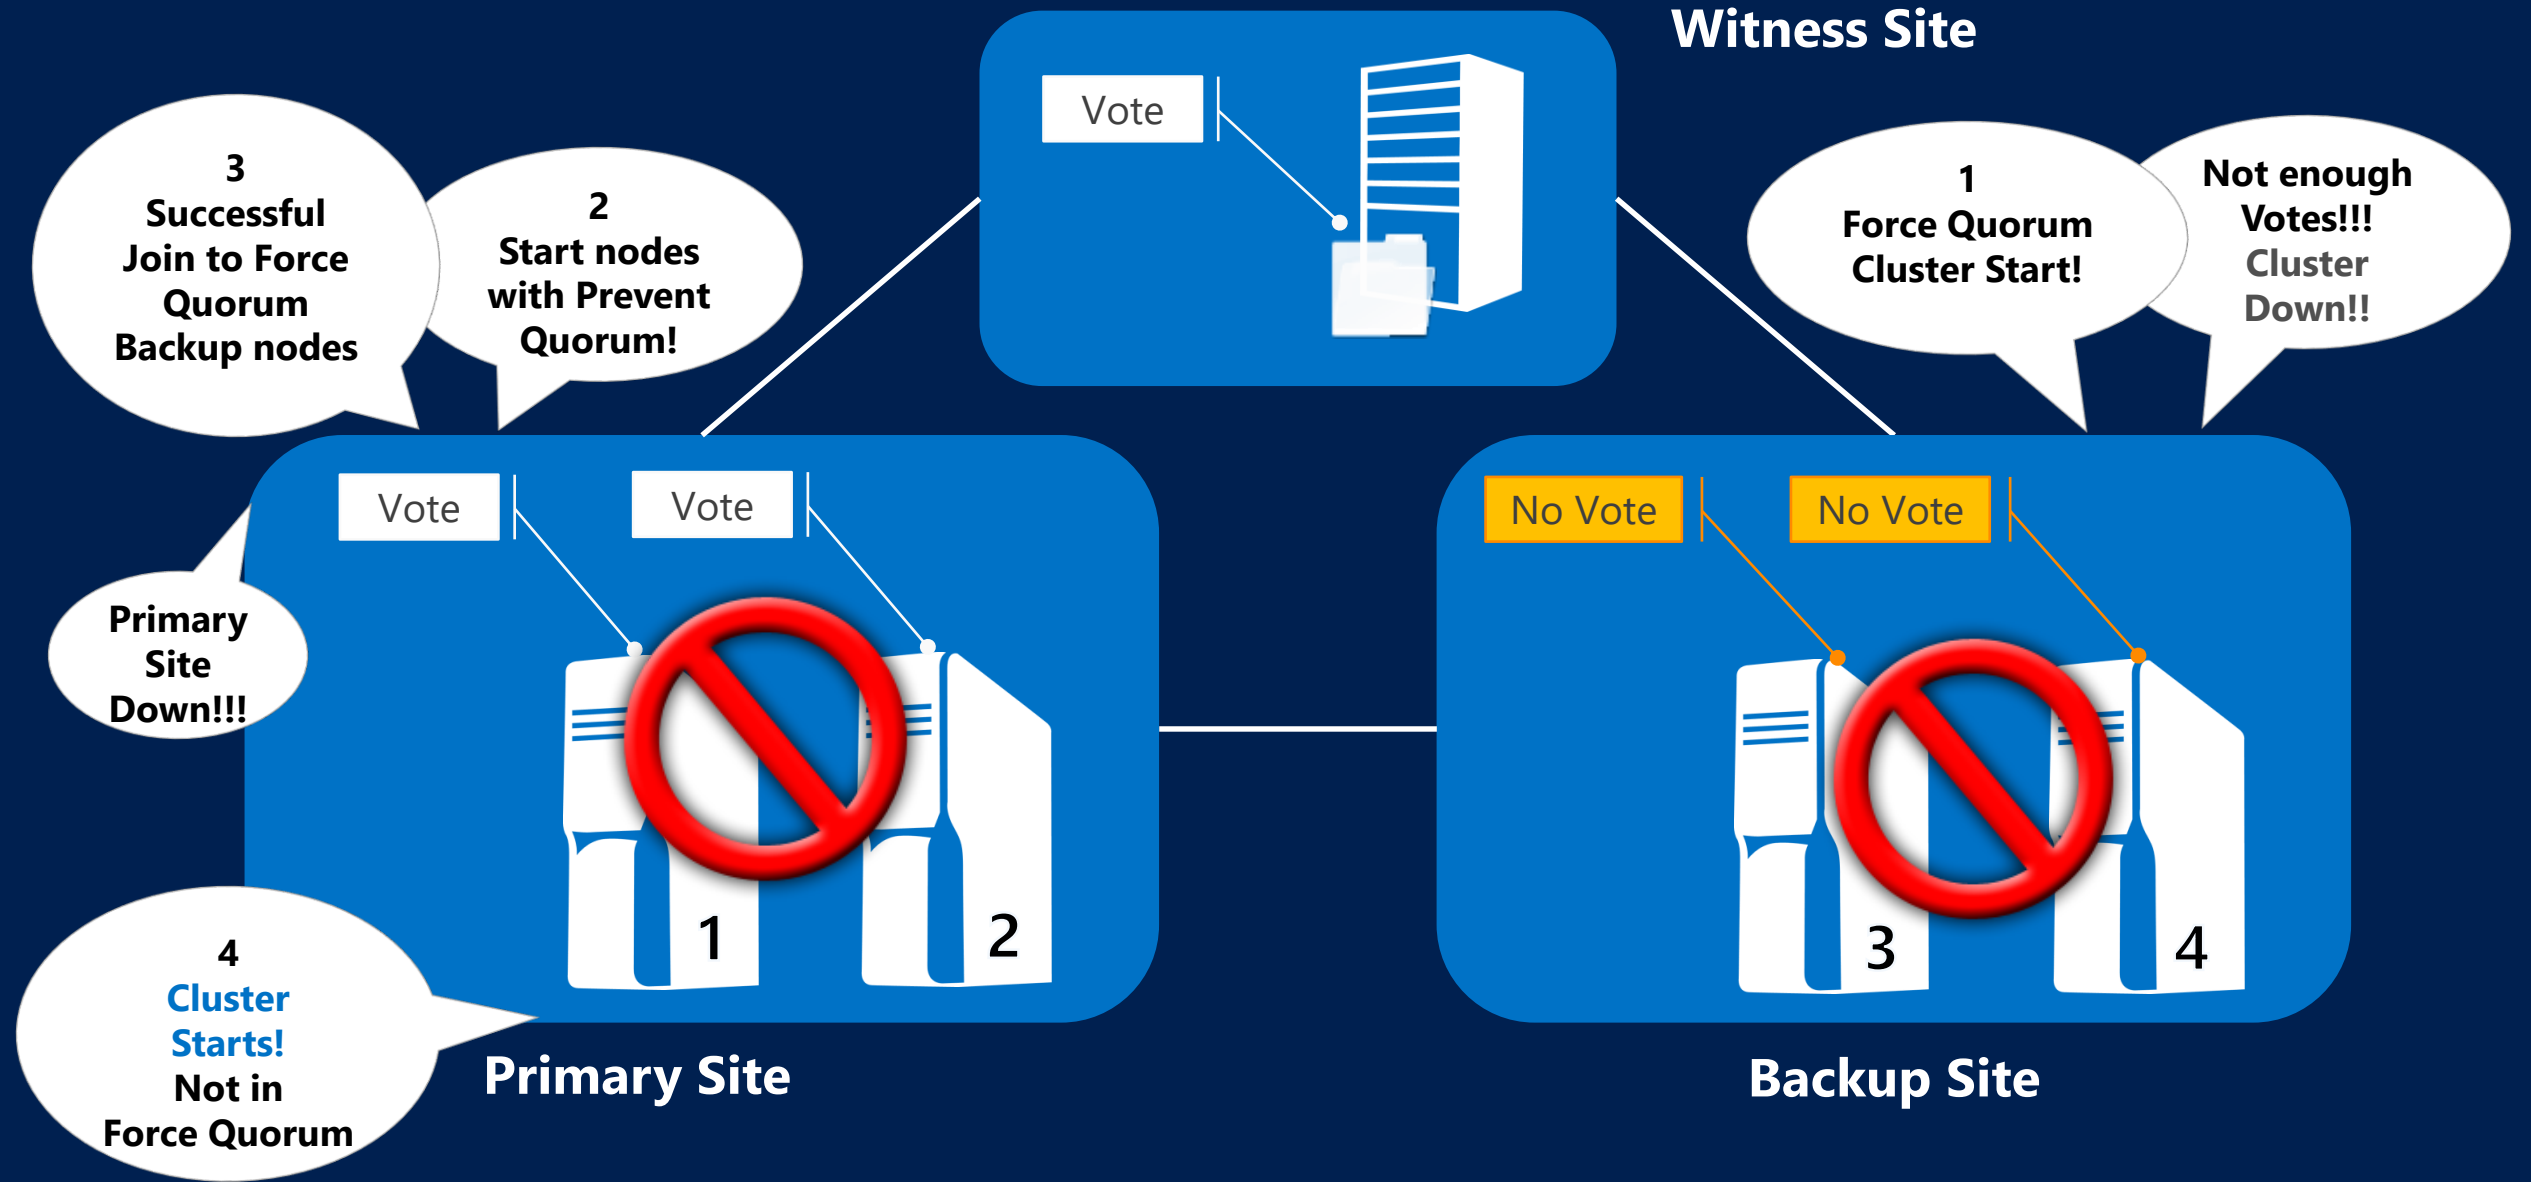 Witness Site
Vote
3
Successful
Join to Force
Quorum
Backup nodes
2
Start nodes
with Prevent
Quorum!
1
Force Quorum
Cluster Start!
Not enough
Votes!!!
Cluster
Down!!
Vote
Vote
No Vote
No Vote
Primary
Site
Down!!!
1
2
3
4
4
Cluster
Starts!
Not in
Force Quorum
Primary Site
Backup Site